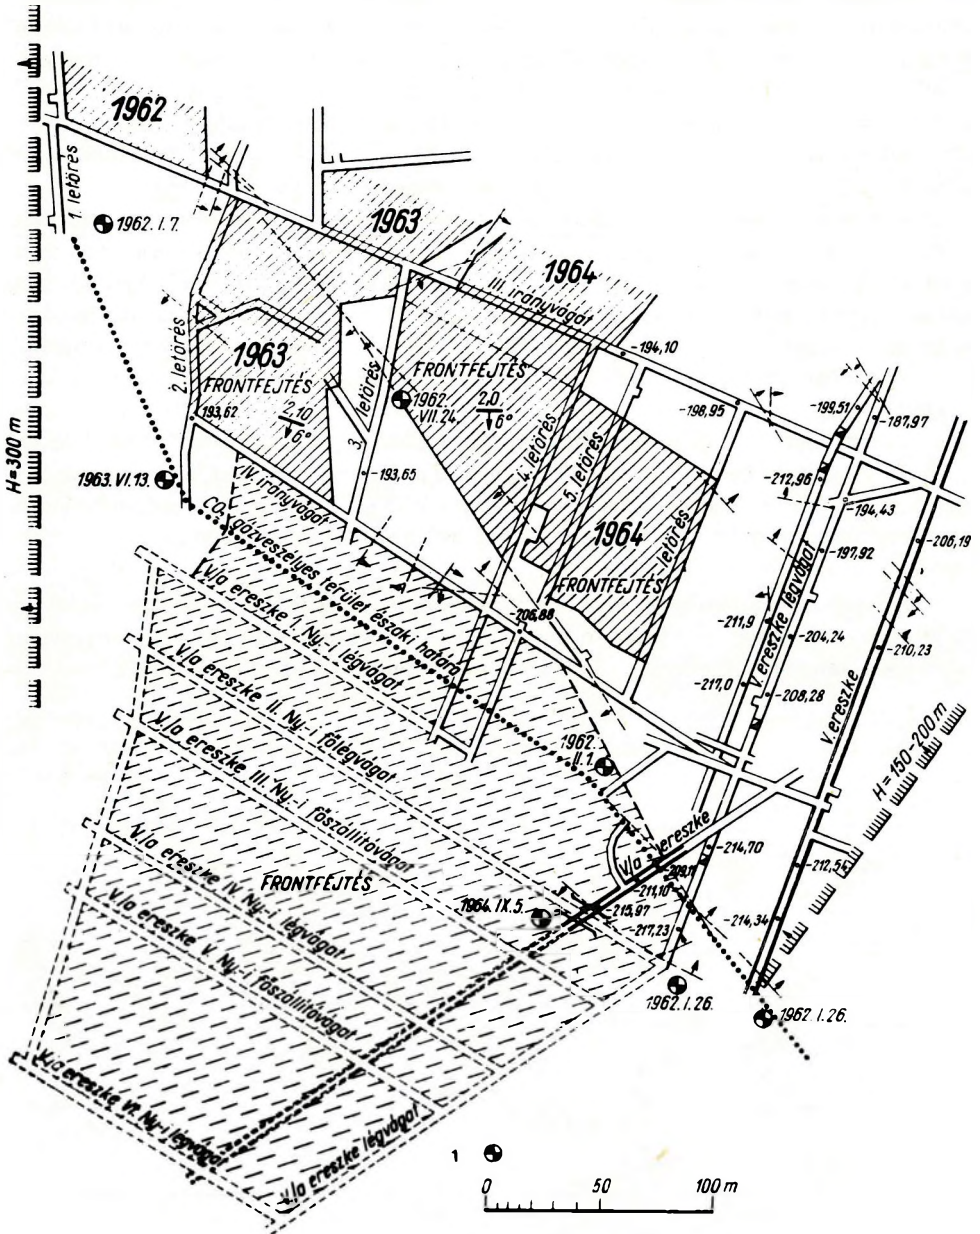 1962
1. letörés
1962. I. 7.
1963
1964
III. irányvágat
H=300 m
2. letörés
1963
FRONTFEJTÉS
2,10
6°
193,62
3. letörés
1962.
VII. 24.
FRONTFEJTÉS
2,0
6°
-194,10
-198,95
-199,51
-187,97
-212,96
-194,43
-197,92
-206,19
-193,65
1963. VI. 13.
IV. irányvágat
4. letörés
5. letörés
1964
FRONTFEJTÉS
letörés
CO₂ gázveszélyes terület északi határa
V/a ereszke I. Ny-i légvágat
V/a ereszke II. Ny-i főlégvágat
V/a ereszke III. Ny-i főszállítóvágat
V/a ereszke IV. Ny-i légvágat
V/a ereszke V. Ny-i főszállítóvágat
V/a ereszke VI. Ny-i légvágat
V/a ereszke légvágat
FRONTFEJTÉS
-206,88
-211,9
V. ereszke légvágat
-204,24
-210,23
-217,0
-208,28
V. ereszke
H=150-200 m
1962.
II. 1.
V/a ereszke
-214,70
-211,10
-212,54
1964. IX. 5.
-215,97
-217,23
-214,34
1962. I. 26.
1962. I. 26.
1
0 50 100 m